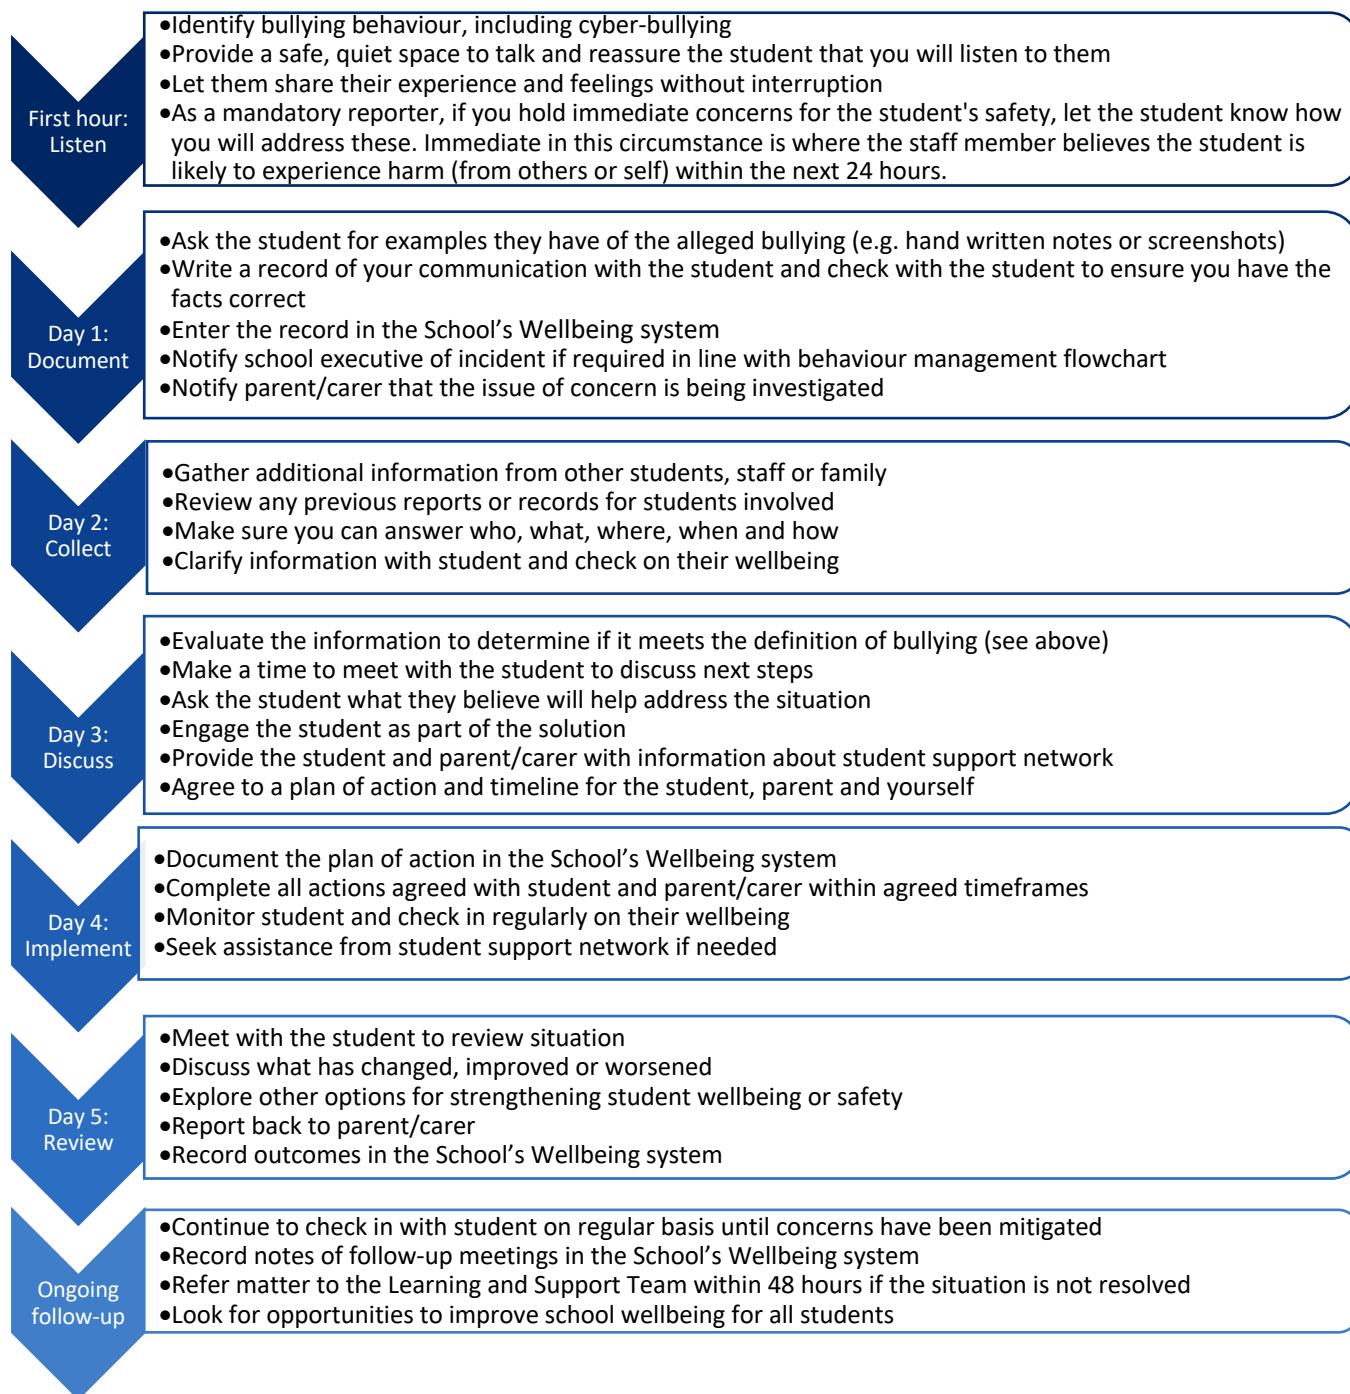 First hour:
Listen
•Identify bullying behaviour, including cyber-bullying
•Provide a safe, quiet space to talk and reassure the student that you will listen to them
•Let them share their experience and feelings without interruption
•As a mandatory reporter, if you hold immediate concerns for the student's safety, let the student know how
you will address these. Immediate in this circumstance is where the staff member believes the student is
likely to experience harm (from others or self) within the next 24 hours.
Day 1:
Document
•Ask the student for examples they have of the alleged bullying (e.g. hand written notes or screenshots)
•Write a record of your communication with the student and check with the student to ensure you have the
facts correct
•Enter the record in the School’s Wellbeing system
•Notify school executive of incident if required in line with behaviour management flowchart
•Notify parent/carer that the issue of concern is being investigated
Day 2:
Collect
•Gather additional information from other students, staff or family
•Review any previous reports or records for students involved
•Make sure you can answer who, what, where, when and how
•Clarify information with student and check on their wellbeing
Day 3:
Discuss
•Evaluate the information to determine if it meets the definition of bullying (see above)
•Make a time to meet with the student to discuss next steps
•Ask the student what they believe will help address the situation
•Engage the student as part of the solution
•Provide the student and parent/carer with information about student support network
•Agree to a plan of action and timeline for the student, parent and yourself
Day 4:
Implement
•Document the plan of action in the School’s Wellbeing system
•Complete all actions agreed with student and parent/carer within agreed timeframes
•Monitor student and check in regularly on their wellbeing
•Seek assistance from student support network if needed
Day 5:
Review
•Meet with the student to review situation
•Discuss what has changed, improved or worsened
•Explore other options for strengthening student wellbeing or safety
•Report back to parent/carer
•Record outcomes in the School’s Wellbeing system
Ongoing
follow-up
•Continue to check in with student on regular basis until concerns have been mitigated
•Record notes of follow-up meetings in the School’s Wellbeing system
•Refer matter to the Learning and Support Team within 48 hours if the situation is not resolved
•Look for opportunities to improve school wellbeing for all students